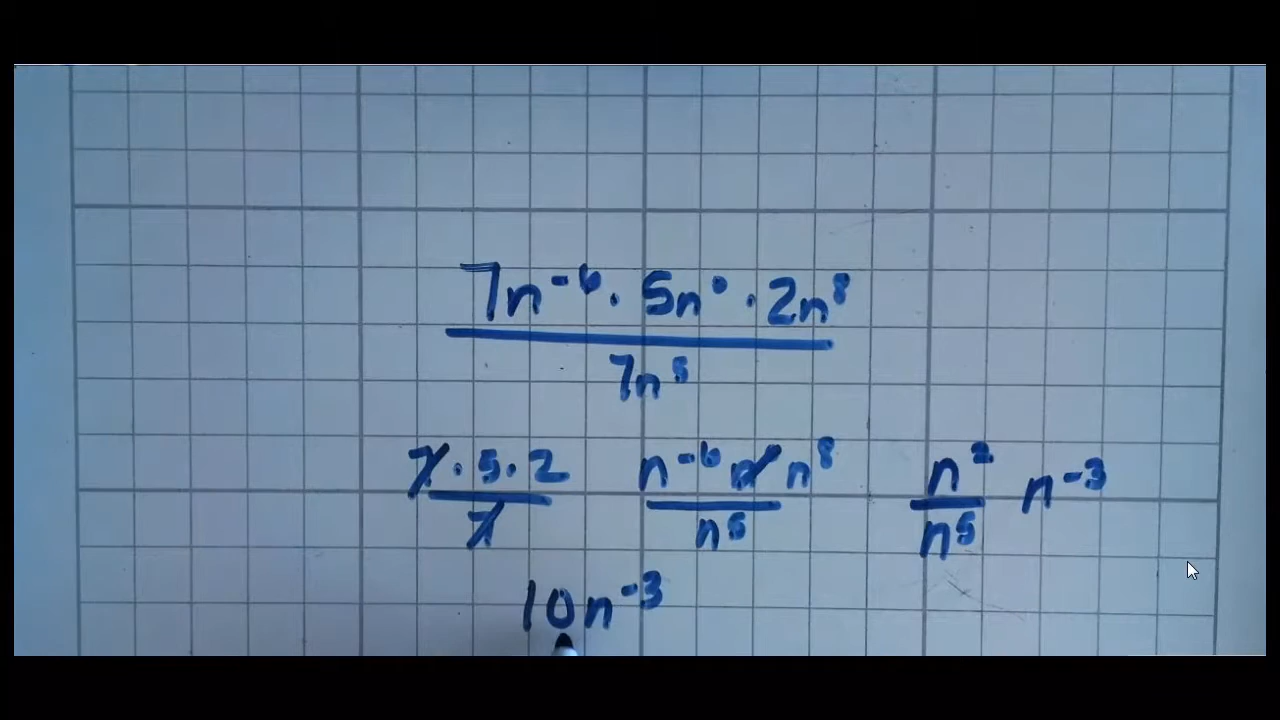 7n⁻⁶ · 5n⁰ · 2n⁸
7n⁵
7 · 5 · 2 n⁻⁶ n⁰ n⁸ n² n⁻³
7 n⁵ n⁵
10n⁻³